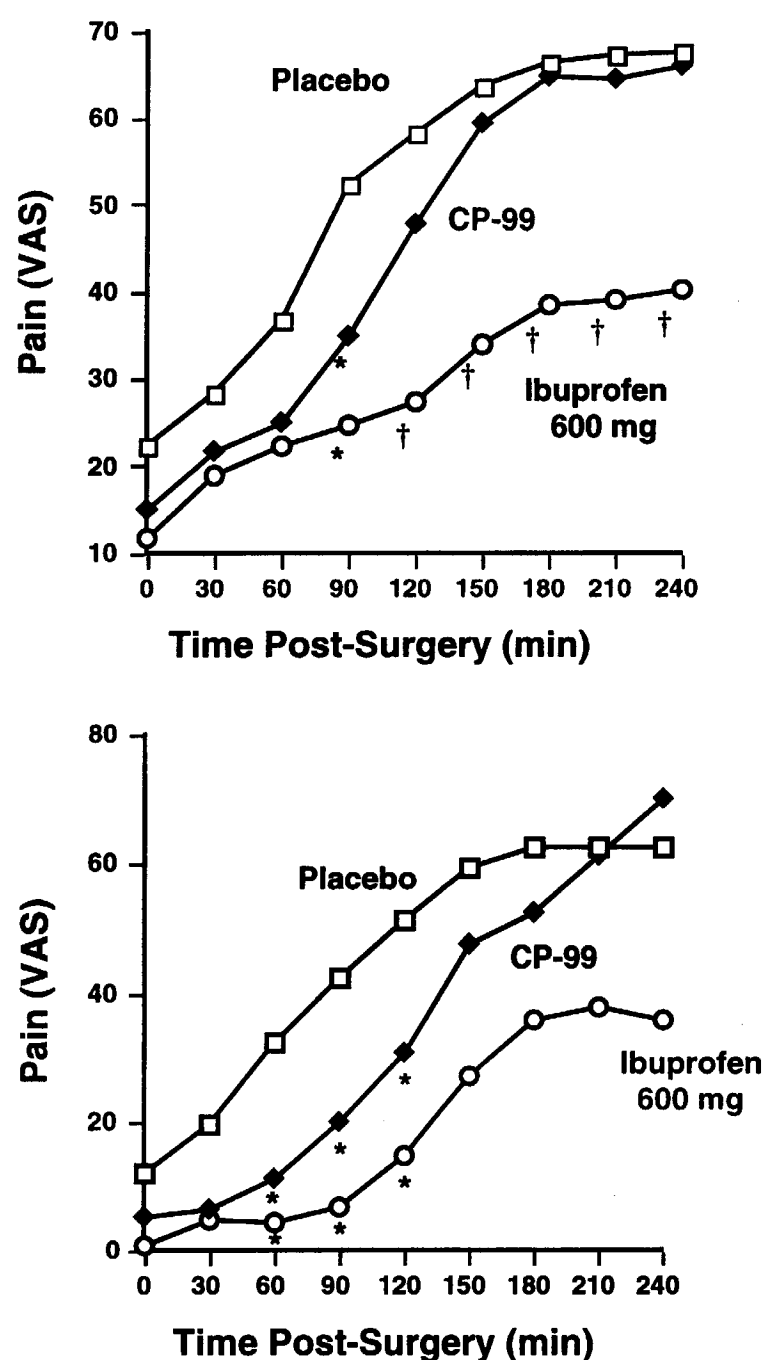 70
Placebo
60
50
CP-99
40
† † †
*
30
† Ibuprofen
600 mg
* †
20
10
0 30 60 90 120 150 180 210 240
Pain (VAS)
Time Post-Surgery (min)
80
60
Placebo
CP-99
40
Ibuprofen
600 mg
*
20
*
*
*
*
*
0
0 30 60 90 120 150 180 210 240
Pain (VAS)
Time Post-Surgery (min)